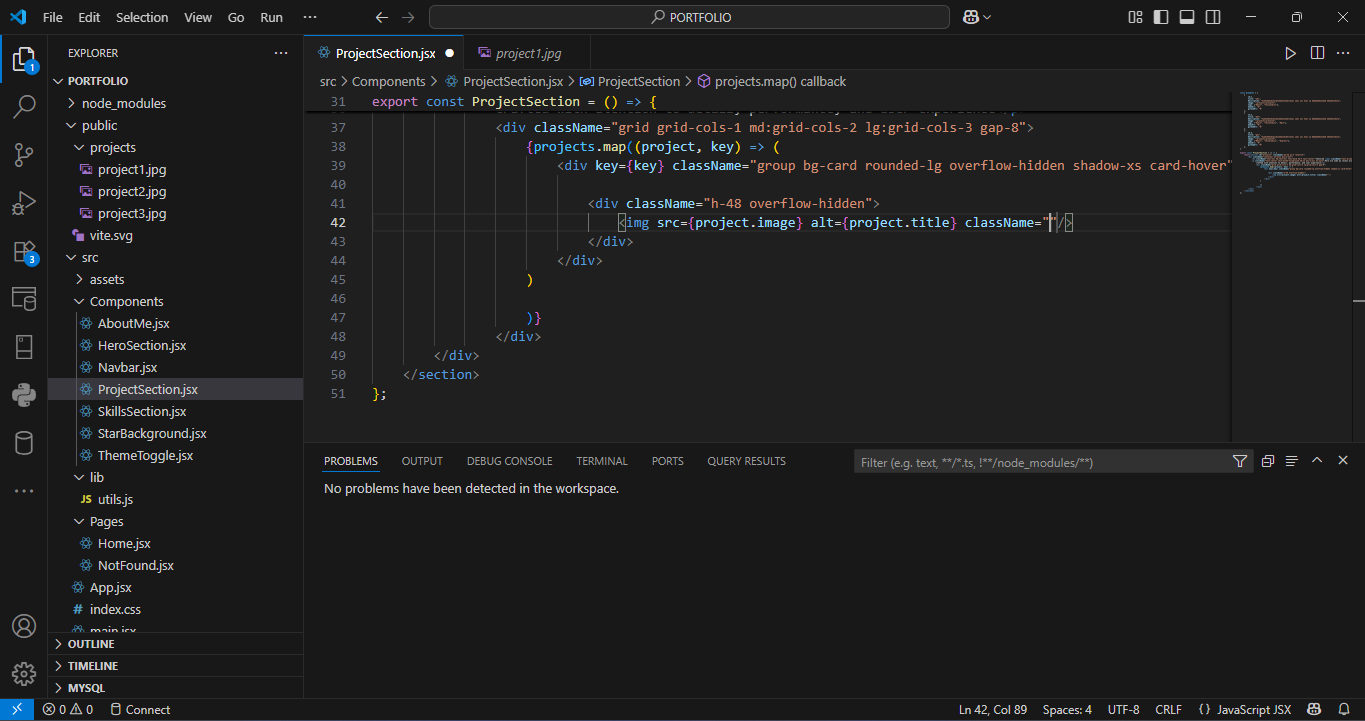 File Edit Selection View Go Run ··· PORTFOLIO
EXPLORER
PORTFOLIO
node_modules
public
projects
project1.jpg
project2.jpg
project3.jpg
vite.svg
src
assets
Components
AboutMe.jsx
HeroSection.jsx
Navbar.jsx
ProjectSection.jsx
SkillsSection.jsx
StarBackground.jsx
ThemeToggle.jsx
lib
JS utils.js
Pages
Home.jsx
NotFound.jsx
App.jsx
# index.css
main.jsx
OUTLINE
TIMELINE
MYSQL
1
3
ProjectSection.jsx ● project1.jpg
src > Components > ProjectSection.jsx > ProjectSection > projects.map() callback
31 export const ProjectSection = () => {
37 <div className="grid grid-cols-1 md:grid-cols-2 lg:grid-cols-3 gap-8">
38 {projects.map((project, key) => (
39 <div key={key} className="group bg-card rounded-lg overflow-hidden shadow-xs card-hover"
40
41 <div className="h-48 overflow-hidden">
42 <img src={project.image} alt={project.title} className=""/>
43 </div>
44 </div>
45 )
46
47 )}
48 </div>
49 </div>
50 </section>
51 };
PROBLEMS OUTPUT DEBUG CONSOLE TERMINAL PORTS QUERY RESULTS Filter (e.g. text, **/*.ts, !**/node_modules/**)
No problems have been detected in the workspace.
0 0 Connect Ln 42, Col 89 Spaces: 4 UTF-8 CRLF {} JavaScript JSX